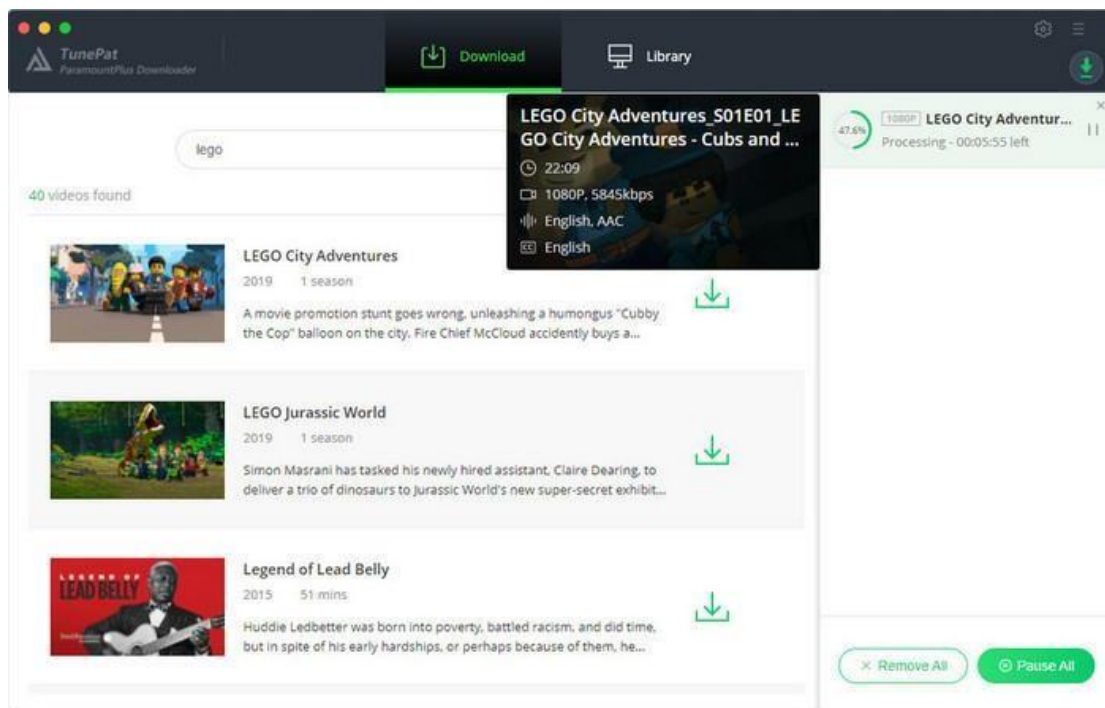 TunePat
ParamountPlus Downloader
Download
Library
lego
40 videos found
LEGO City Adventures_S01E01_LE
GO City Adventures - Cubs and ...
22:09
1080P, 5845kbps
English, AAC
CC English
47.6%
1080P LEGO City Adventur...
Processing - 00:05:55 left
LEGO City Adventures
2019 1 season
A movie promotion stunt goes wrong, unleashing a humongus "Cubby
the Cop" balloon on the city. Fire Chief McCloud accidently buys a...
LEGO Jurassic World
2019 1 season
Simon Masrani has tasked his newly hired assistant, Claire Dearing, to
deliver a trio of dinosaurs to Jurassic World's new super-secret exhibit...
LEGEND OF
LEAD BELLY
Legend of Lead Belly
2015 51 mins
Huddie Ledbetter was born into poverty, battled racism, and did time,
but in spite of his early hardships, or perhaps because of them, he...
Remove All
Pause All